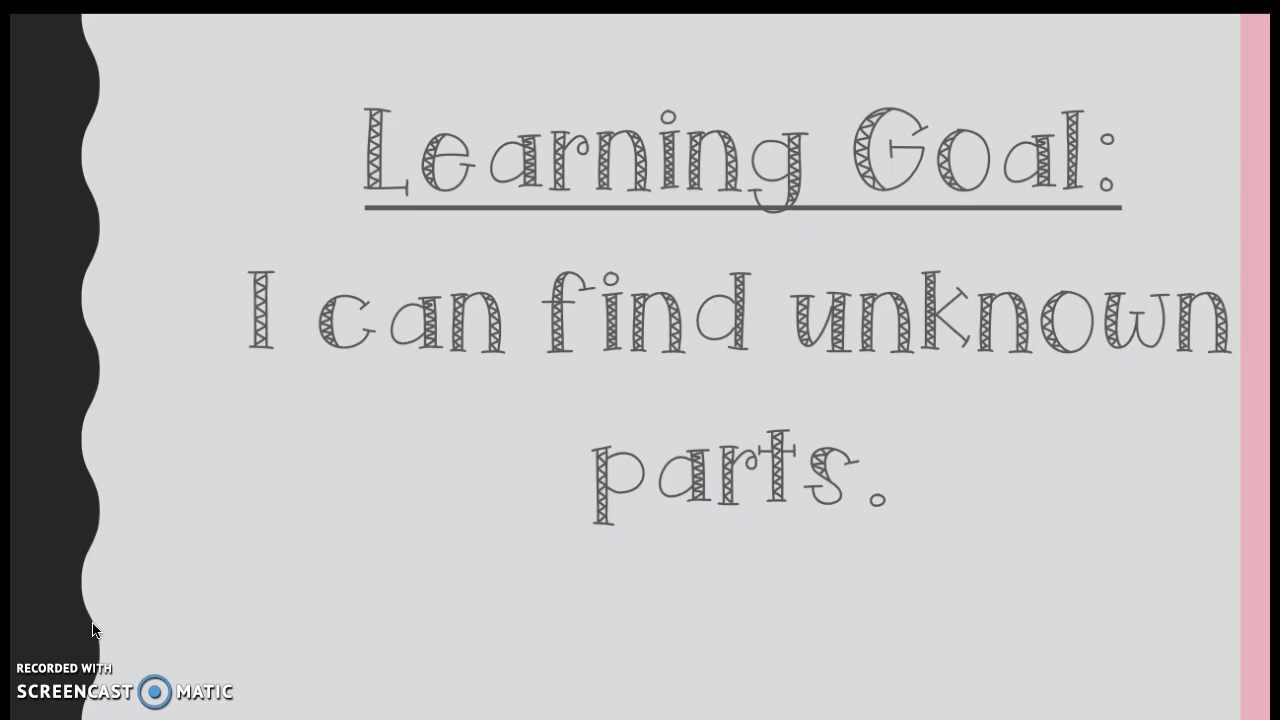 Learning Goal:
I can find unknown
parts.
RECORDED WITH
SCREENCAST MATIC